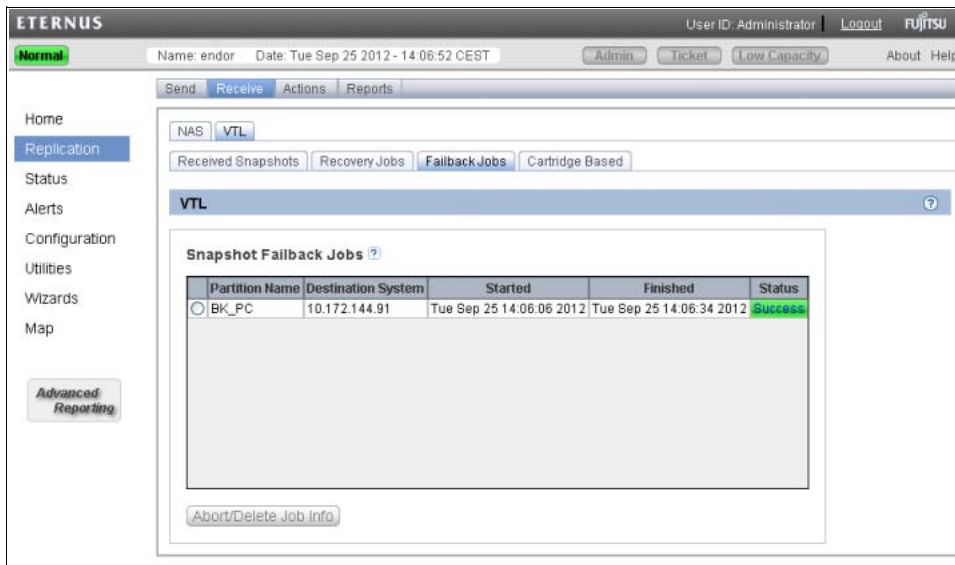 ETERNUS User ID: Administrator Logout FUJITSU
Normal Name: endor Date: Tue Sep 25 2012 - 14:06:52 CEST Admin Ticket Low Capacity About Help
Send Receive Actions Reports
Home
Replication
Status
Alerts
Configuration
Utilities
Wizards
Map
Advanced
Reporting
NAS VTL
Received Snapshots Recovery Jobs Failback Jobs Cartridge Based
VTL ?
Snapshot Failback Jobs ?
Partition Name Destination System Started Finished Status
BK_PC 10.172.144.91 Tue Sep 25 14:06:06 2012 Tue Sep 25 14:06:34 2012 Success
Abort/Delete Job Info